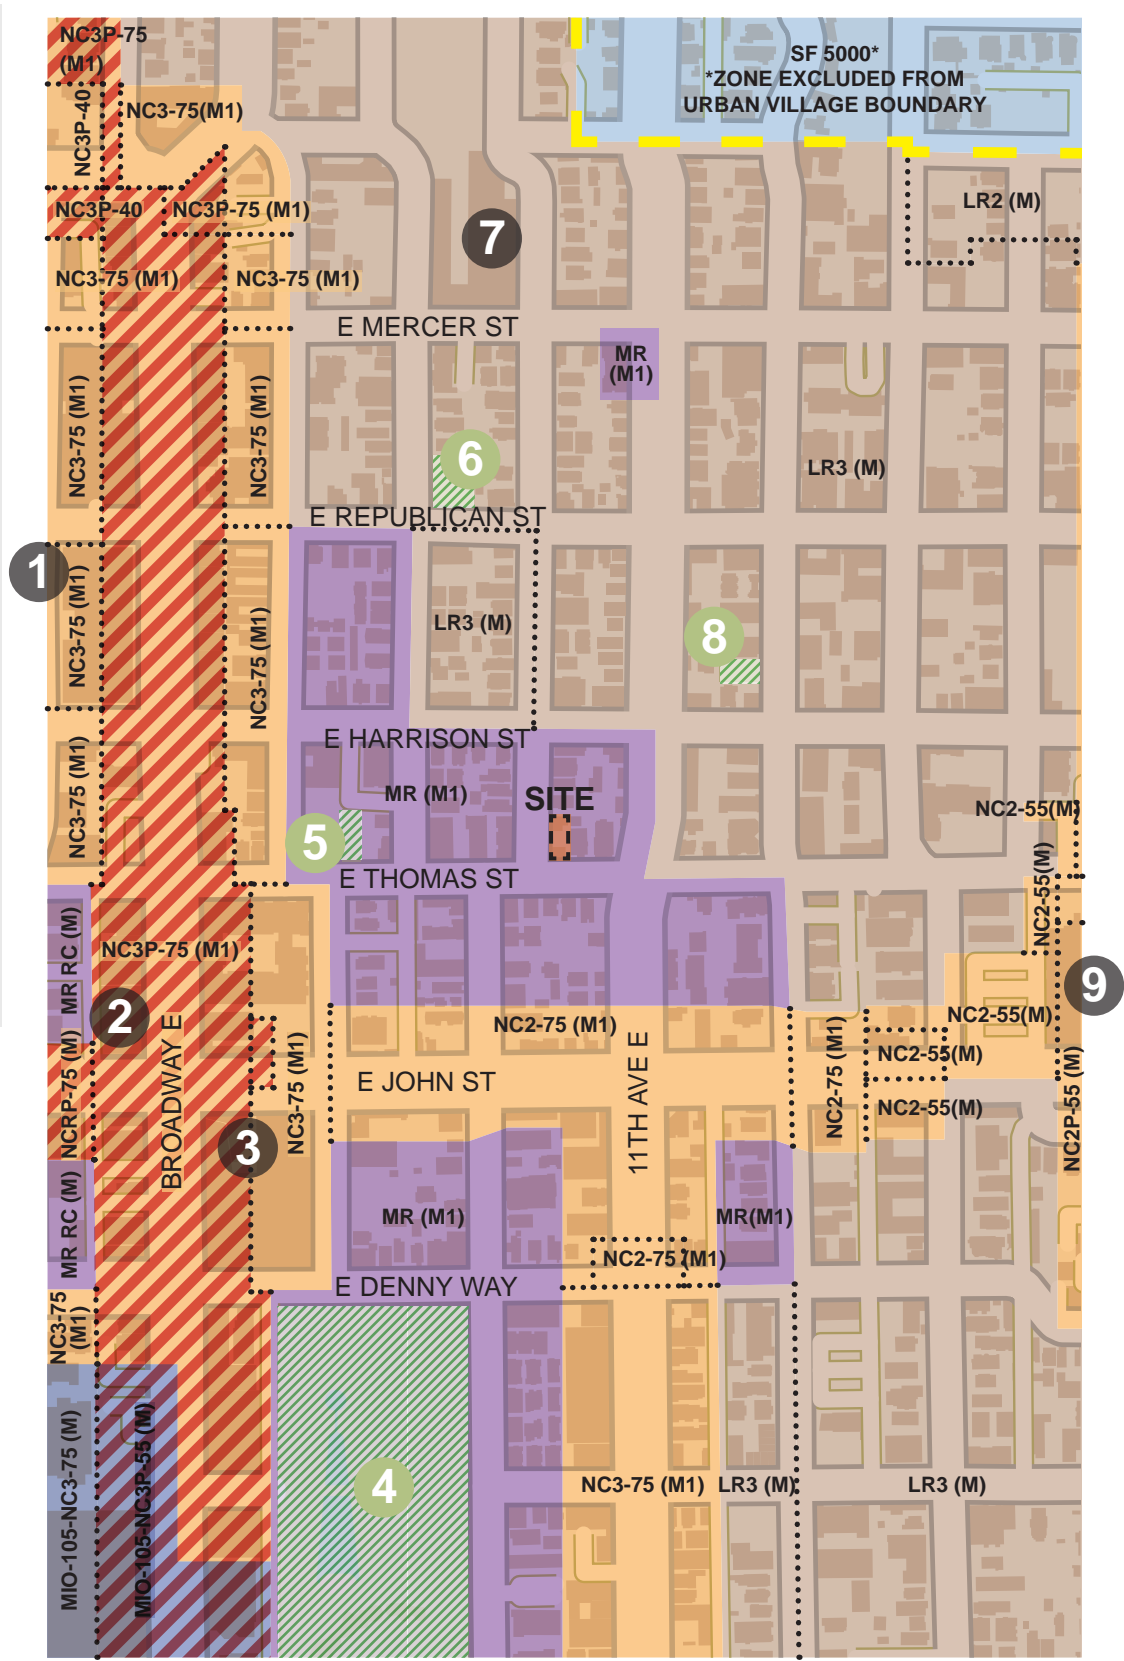 NC3P-75
(M1)
SF 5000*
*ZONE EXCLUDED FROM
URBAN VILLAGE BOUNDARY
NC3P-40
NC3-75(M1)
NC3P-40
NC3P-75 (M1)
LR2 (M)
7
NC3-75 (M1)
NC3-75 (M1)
E MERCER ST
MR
(M1)
NC3-75 (M1)
NC3-75 (M1)
6
LR3 (M)
E REPUBLICAN ST
1
NC3-75 (M1)
NC3-75 (M1)
LR3 (M)
8
E HARRISON ST
NC3-75 (M1)
MR (M1)
SITE
NC2-55(M)
5
E THOMAS ST
NC2-55(M)
MR RC (M)
NC3P-75 (M1)
2
9
NC2-75 (M1)
NC2-55(M)
NCRP-75 (M)
BROADWAY E
NC3-75 (M1)
E JOHN ST
11TH AVE E
NC2-75 (M1)
NC2-55(M)
NC2-55(M)
NC2P-55 (M)
3
MR RC (M)
MR (M1)
MR(M1)
NC2-75 (M1)
E DENNY WAY
NC3-75
(M1)
4
NC3-75 (M1)
LR3 (M)
LR3 (M)
MIO-105-NC3-75 (M)
MIO-105-NC3P-55 (M)